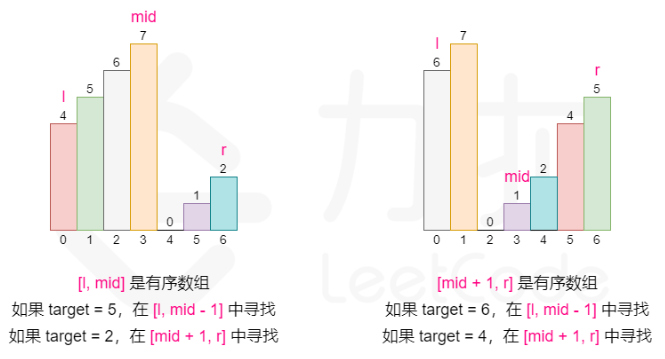 mid
7
6
5
l
4
r
2
1
0
0 1 2 3 4 5 6
[l, mid] 是有序数组
如果 target = 5，在 [l, mid - 1] 中寻找
如果 target = 2，在 [mid + 1, r] 中寻找
l
7
6
r
5
4
mid
2
1
0
0 1 2 3 4 5 6
[mid + 1, r] 是有序数组
如果 target = 6，在 [l, mid - 1] 中寻找
如果 target = 4，在 [mid + 1, r] 中寻找
力扣
LeetCode